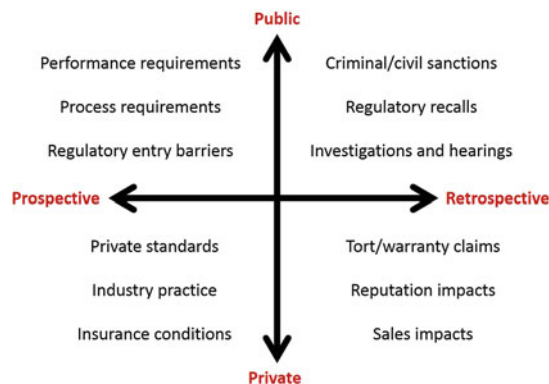 Public
Performance requirements
Criminal/civil sanctions
Process requirements
Regulatory recalls
Regulatory entry barriers
Investigations and hearings
Prospective
Retrospective
Private standards
Tort/warranty claims
Industry practice
Reputation impacts
Insurance conditions
Sales impacts
Private